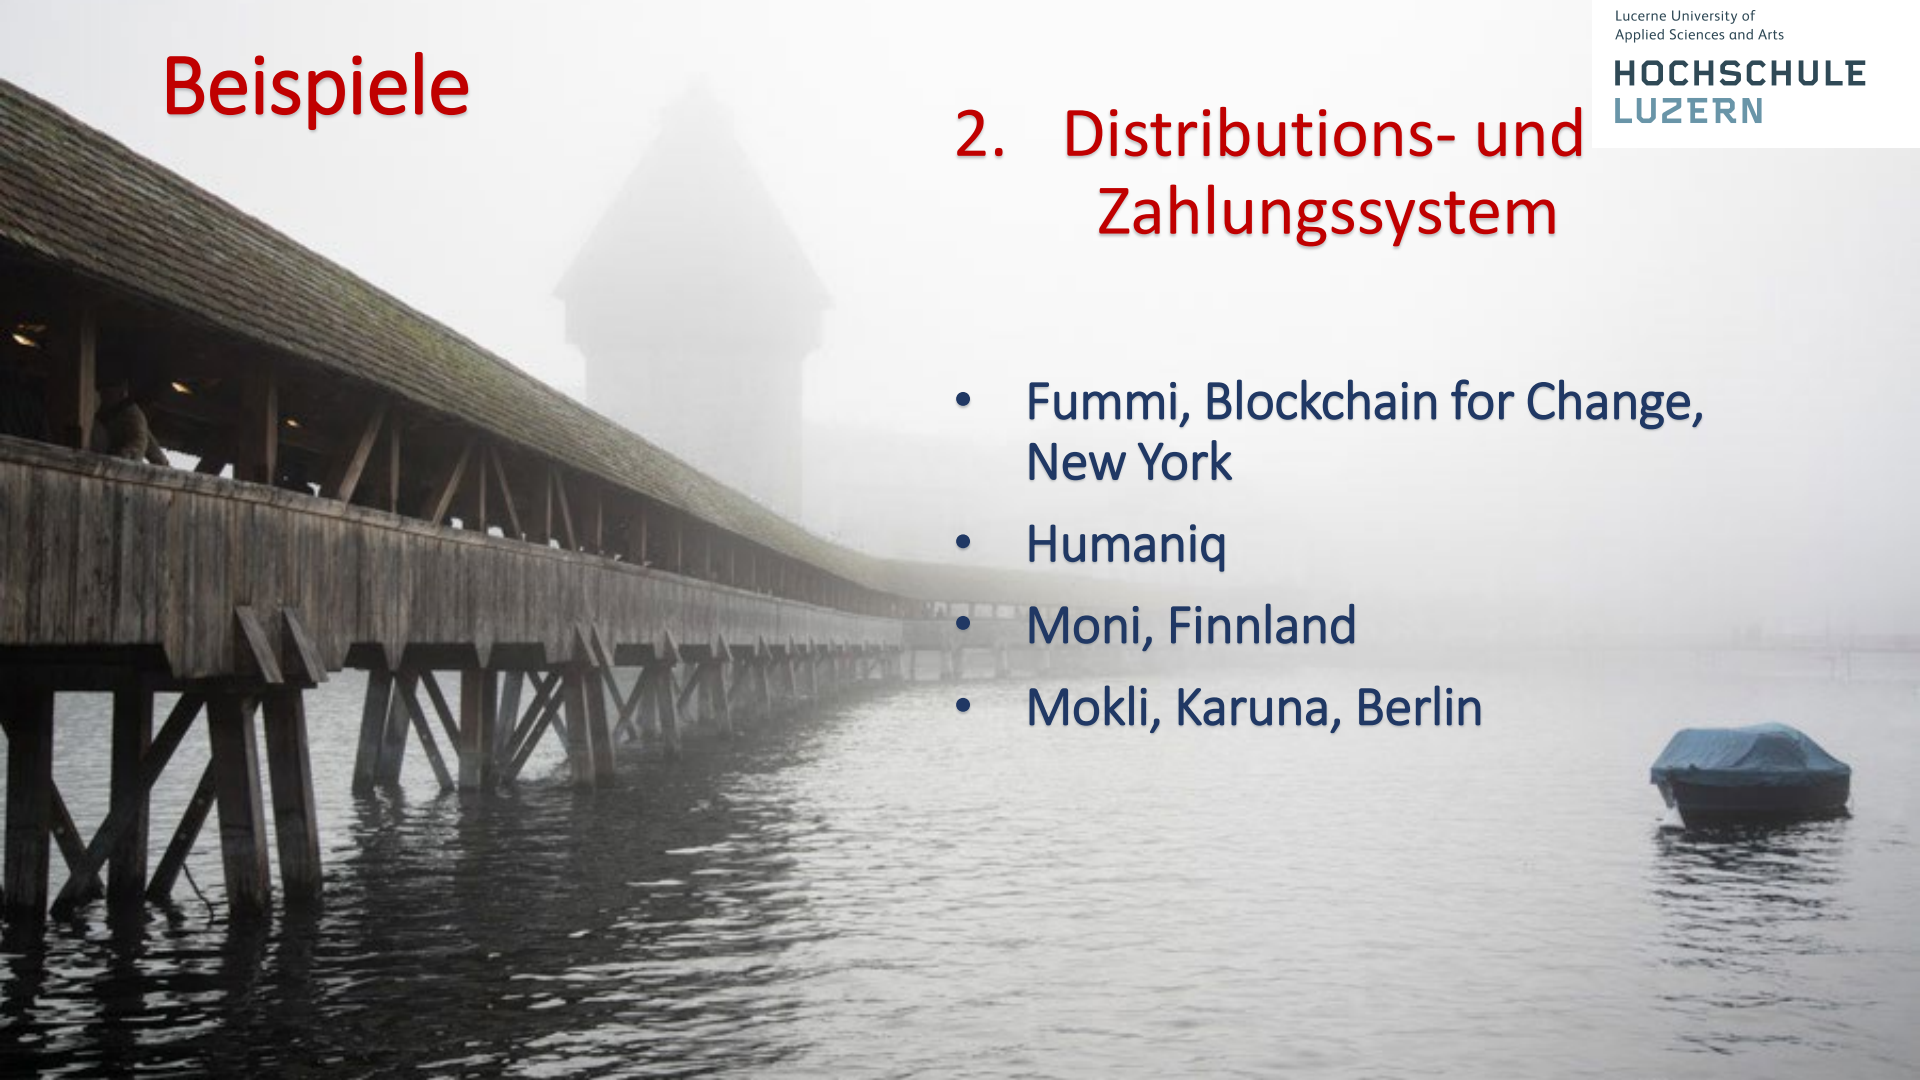 Beispiele
Lucerne University of
Applied Sciences and Arts
HOCHSCHULE
LUZERN
2. Distributions- und
Zahlungssystem
• Fummi, Blockchain for Change,
New York
• Humaniq
• Moni, Finnland
• Mokli, Karuna, Berlin